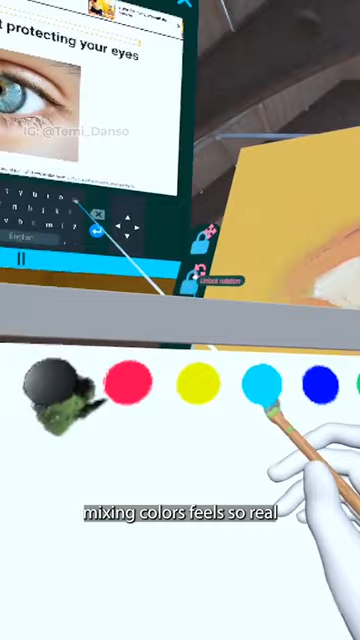 t protecting your eyes
IG: @Temi_Danso
English
Unlock rotation
mixing colors feels so real